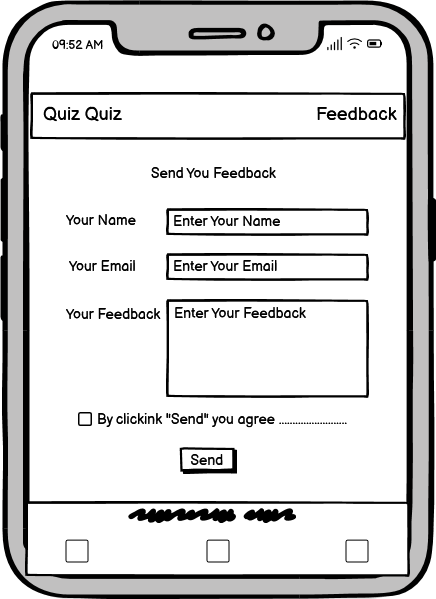 09:52 AM
Quiz Quiz Feedback
Send You Feedback
Your Name Enter Your Name
Your Email Enter Your Email
Your Feedback Enter Your Feedback
By clickink "Send" you agree ..........................
Send